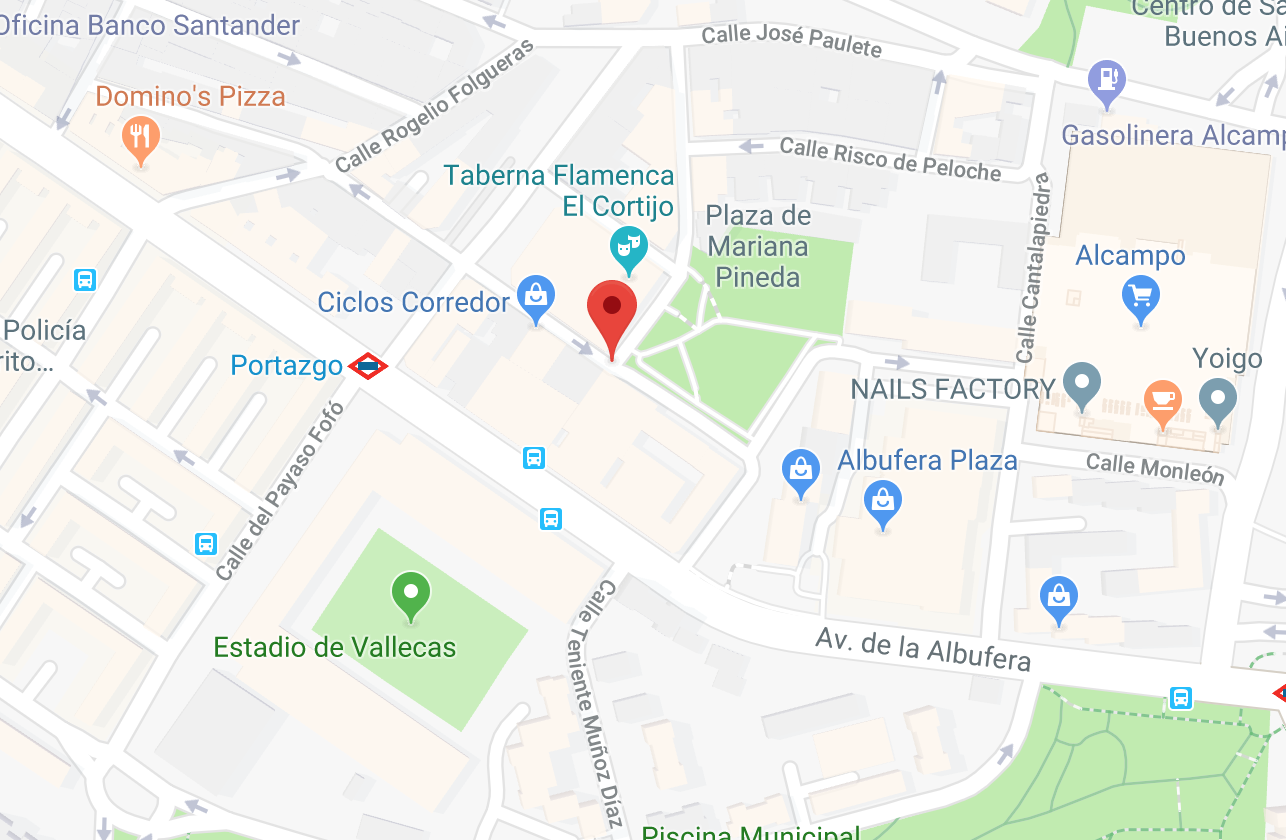 Oficina Banco Santander
Calle José Paulete
Centro de Sa
Buenos Ai
Domino's Pizza
Calle Rogelio Folgueras
Gasolinera Alcamp
Calle Risco de Peloche
Taberna Flamenca
El Cortijo
Plaza de
Mariana
Pineda
Calle Cantalapiedra
Alcampo
Ciclos Corredor
Policía
rito...
Portazgo
Yoigo
NAILS FACTORY
Albufera Plaza
Calle Monleón
Calle del Payaso Fofó
Estadio de Vallecas
Calle Teniente Muñoz Díaz
Av. de la Albufera
Piscina Municipal